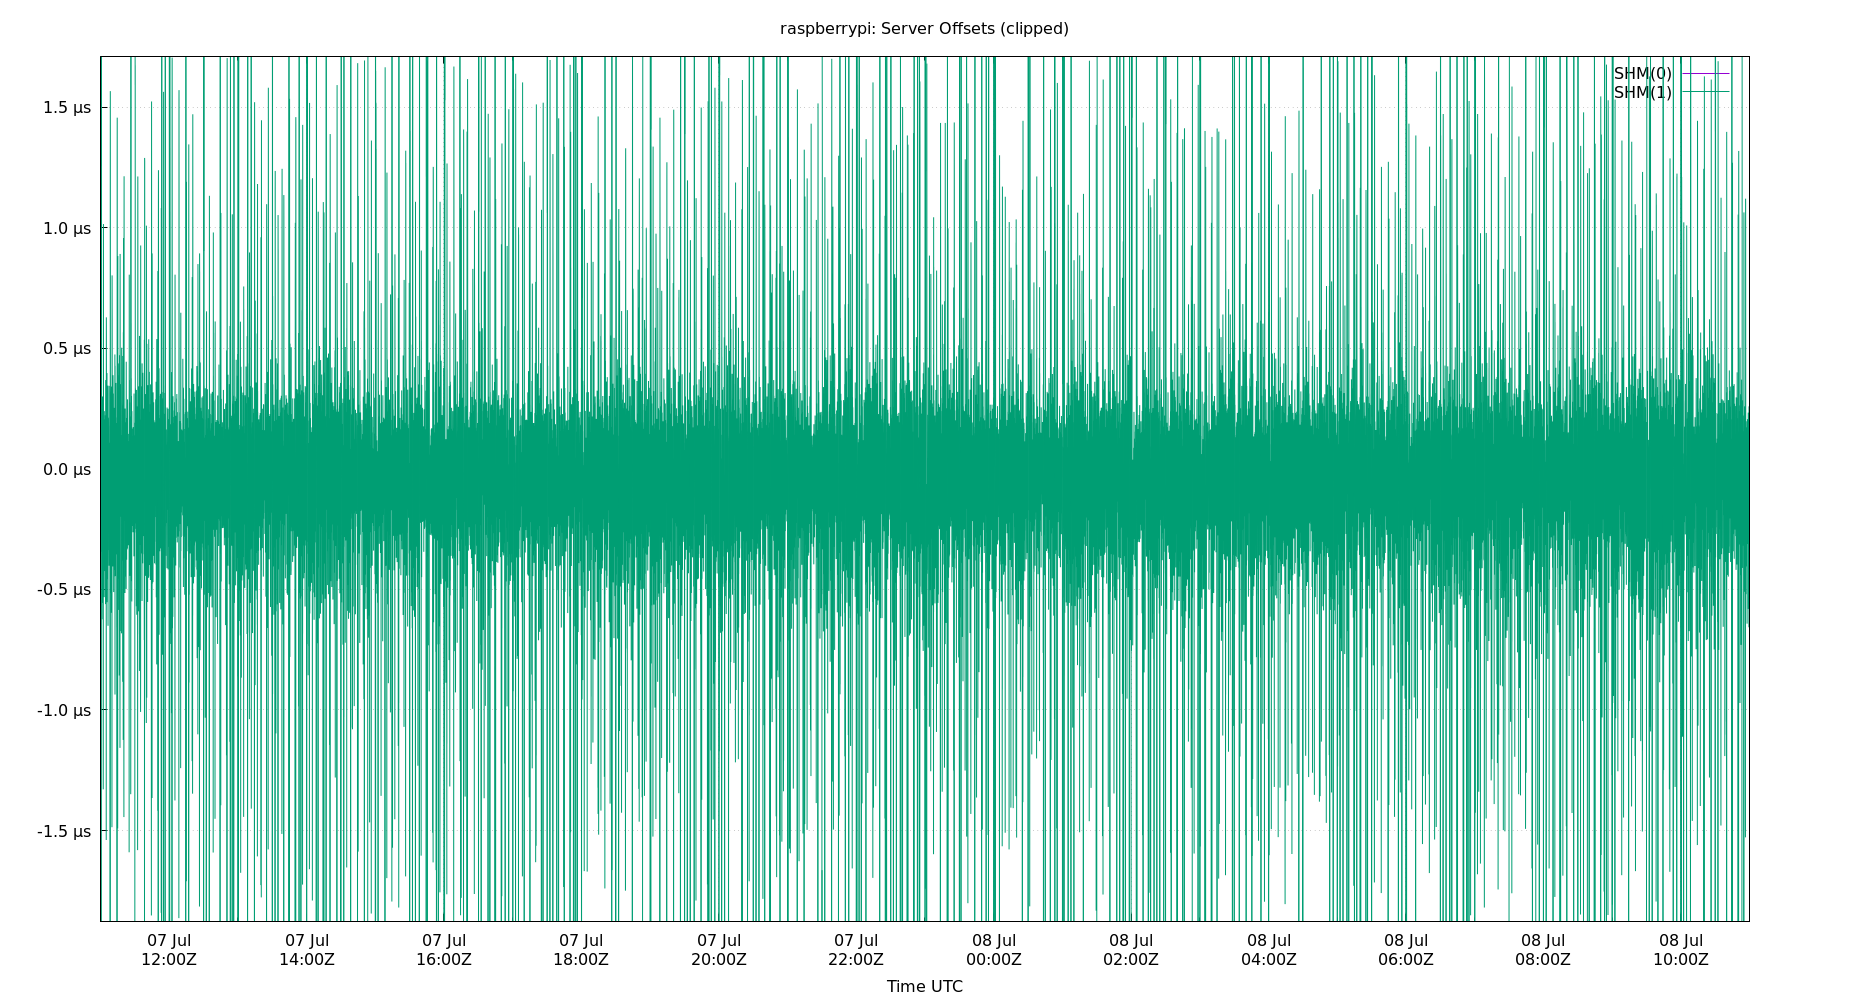 raspberrypi: Server Offsets (clipped)
SHM(0)
SHM(1)
1.5 µs
1.0 µs
0.5 µs
0.0 µs
-0.5 µs
-1.0 µs
-1.5 µs
07 Jul 07 Jul 07 Jul 07 Jul 07 Jul 07 Jul 08 Jul 08 Jul 08 Jul 08 Jul 08 Jul 08 Jul
12:00Z 14:00Z 16:00Z 18:00Z 20:00Z 22:00Z 00:00Z 02:00Z 04:00Z 06:00Z 08:00Z 10:00Z
Time UTC